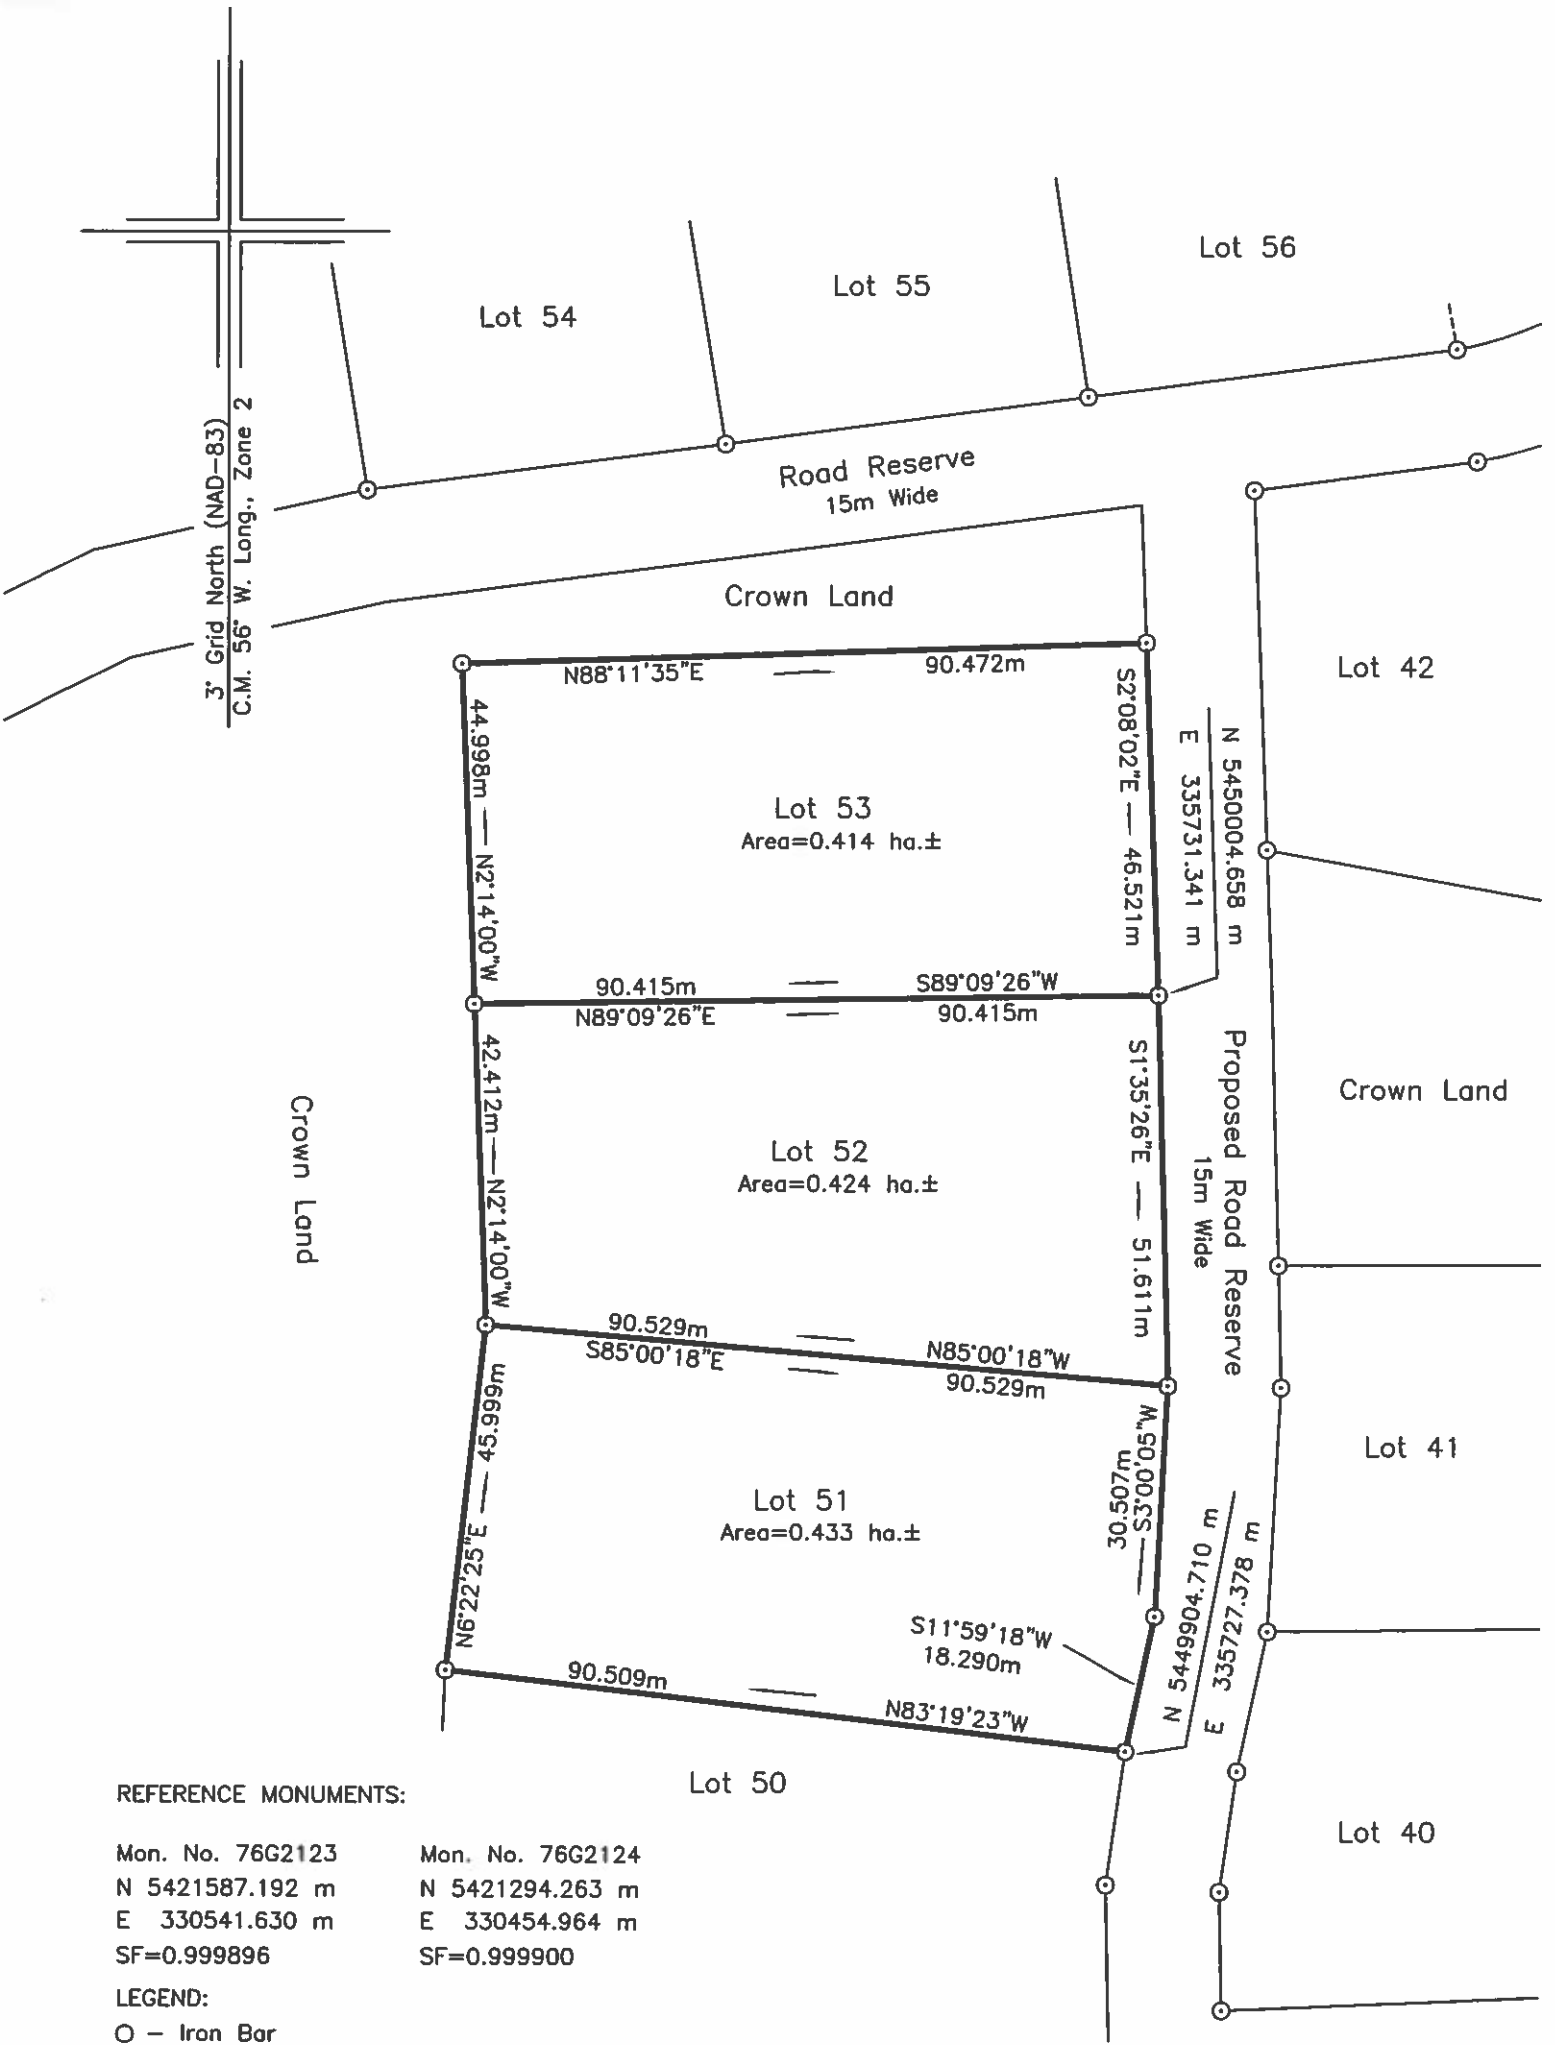 Lot 56
Lot 55
Lot 54
3° Grid North (NAD-83)
C.M. 56° W. Long., Zone 2
Road Reserve
15m Wide
Crown Land
N88°11'35"E
90.472m
Lot 42
44.998m — N2°14'00"W
S2°08'02"E — 46.521m
N 5450004.658 m
E 335731.341 m
Lot 53
Area=0.414 ha.±
90.415m
S89°09'26"W
N89°09'26"E
90.415m
42.412m—N2°14'00"W
S1°35'26"E — 51.611m
Proposed Road Reserve
15m Wide
Crown Land
Crown Land
Lot 52
Area=0.424 ha.±
90.529m
S85°00'18"E
N85°00'18"W
90.529m
N6°22'25"E — 45.999m
S3°00'05"W
30.507m
Lot 41
Lot 51
Area=0.433 ha.±
S11°59'18"W
18.290m
N 5449904.710 m
E 335727.378 m
90.509m
N83°19'23"W
Lot 50
Lot 40
REFERENCE MONUMENTS:
Mon. No. 76G2123
N 5421587.192 m
E 330541.630 m
SF=0.999896
Mon. No. 76G2124
N 5421294.263 m
E 330454.964 m
SF=0.999900
LEGEND:
O – Iron Bar